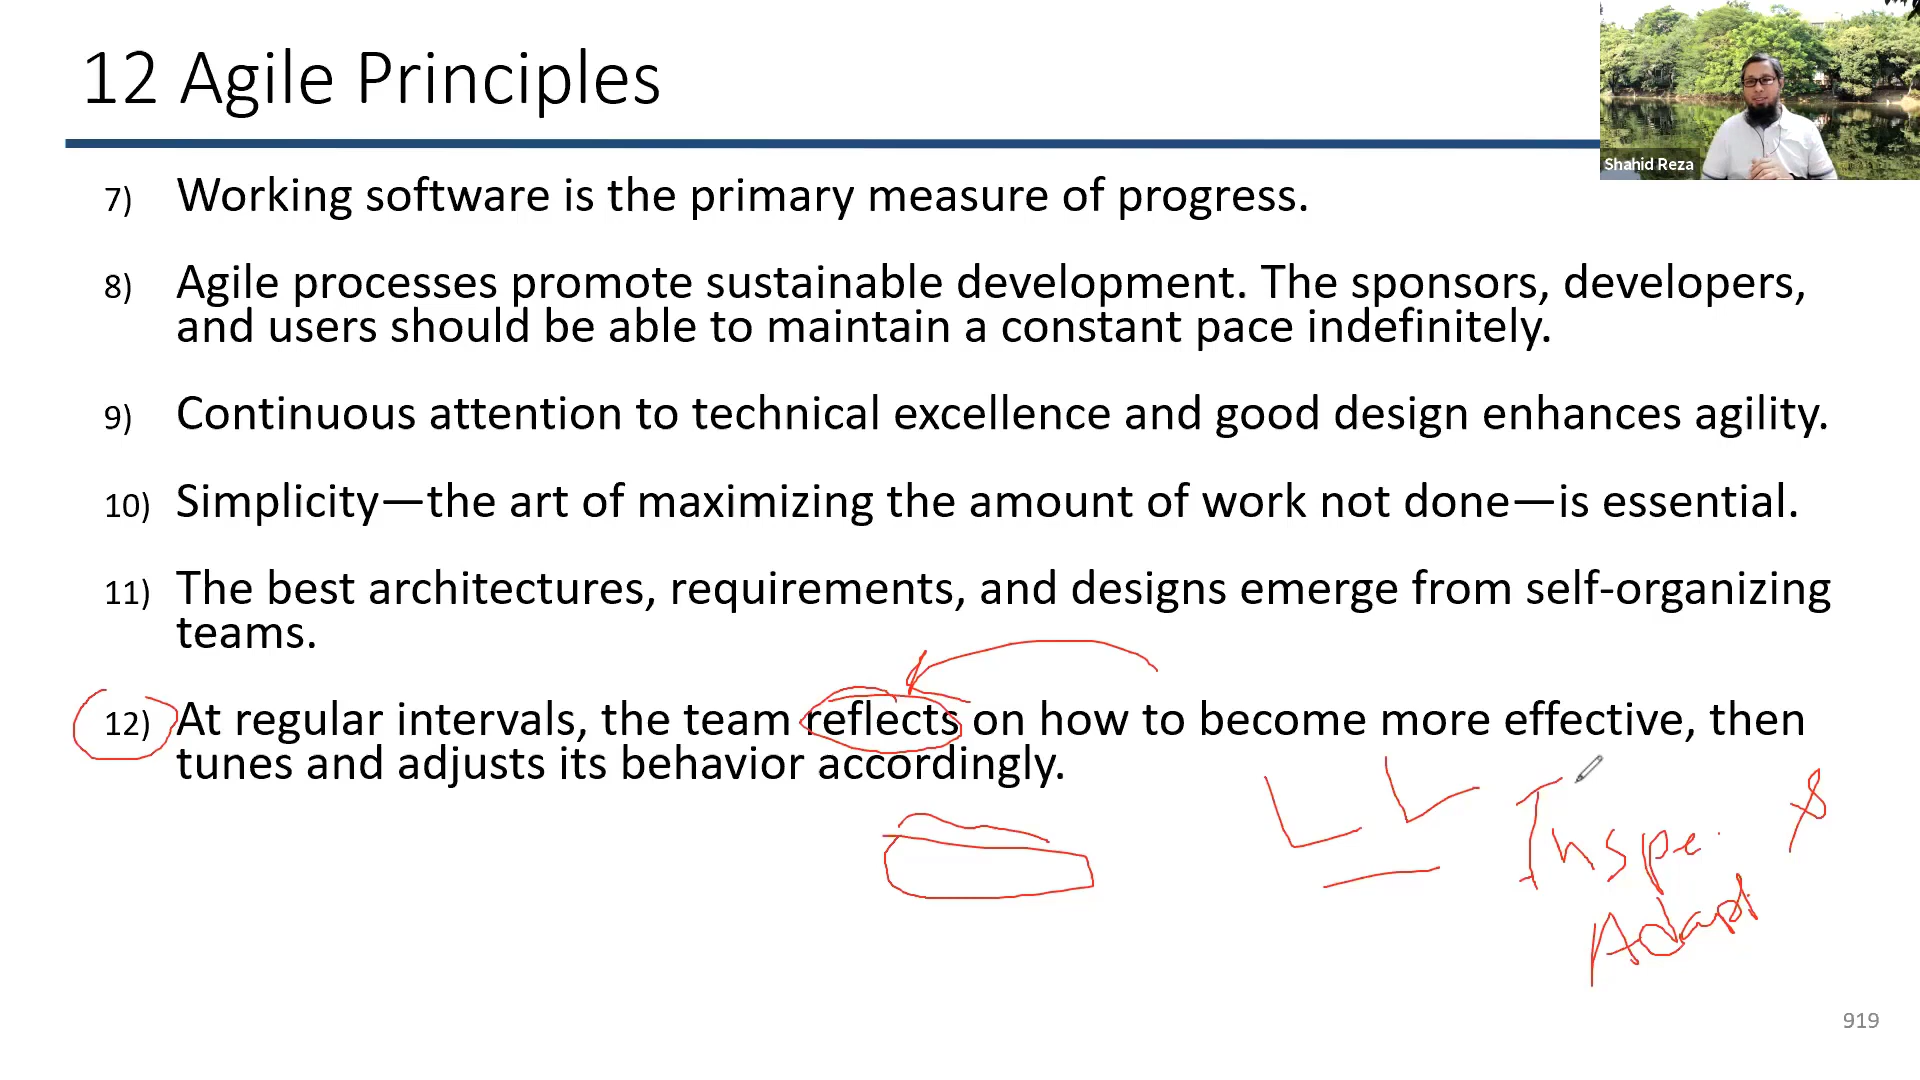 12 Agile Principles
Shahid Reza
7) Working software is the primary measure of progress.
8) Agile processes promote sustainable development. The sponsors, developers,
and users should be able to maintain a constant pace indefinitely.
9) Continuous attention to technical excellence and good design enhances agility.
10) Simplicity—the art of maximizing the amount of work not done—is essential.
11) The best architectures, requirements, and designs emerge from self-organizing
teams.
12) At regular intervals, the team reflects on how to become more effective, then
tunes and adjusts its behavior accordingly.
Inspe. &
Adapt
919